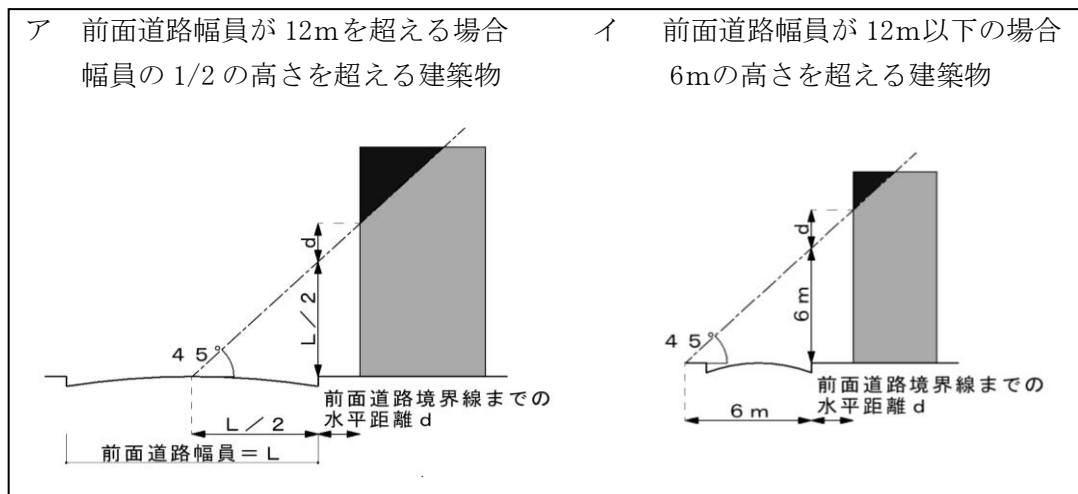 ア　前面道路幅員が 12mを超える場合
幅員の 1/2 の高さを超える建築物
イ　前面道路幅員が 12m以下の場合
6mの高さを超える建築物
d
L／2
４５°
前面道路境界線までの
水平距離ｄ
L／2
前面道路幅員＝L
d
6m
４５°
前面道路境界線までの
水平距離ｄ
6m